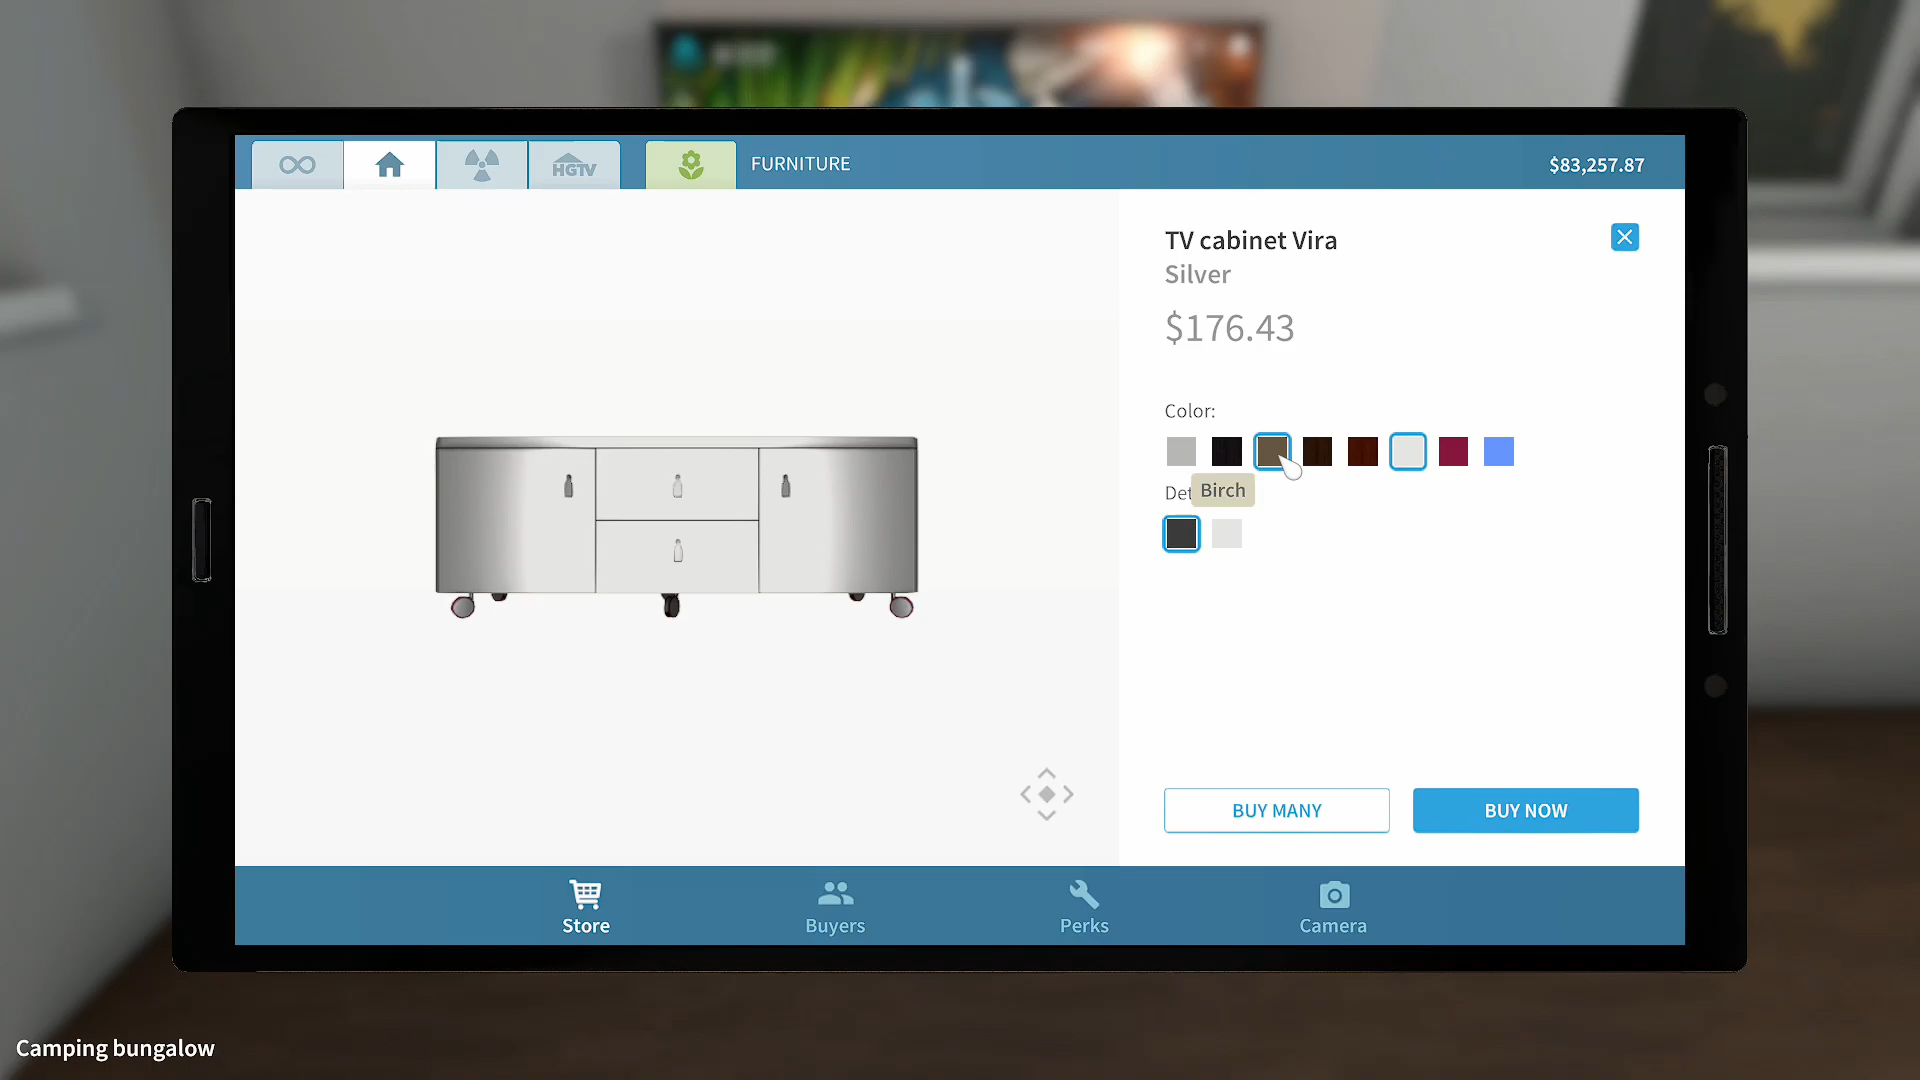 HGTV
FURNITURE
$83,257.87
TV cabinet Vira
Silver
$176.43
Color:
Birch
Det
BUY MANY
BUY NOW
Store
Buyers
Perks
Camera
Camping bungalow